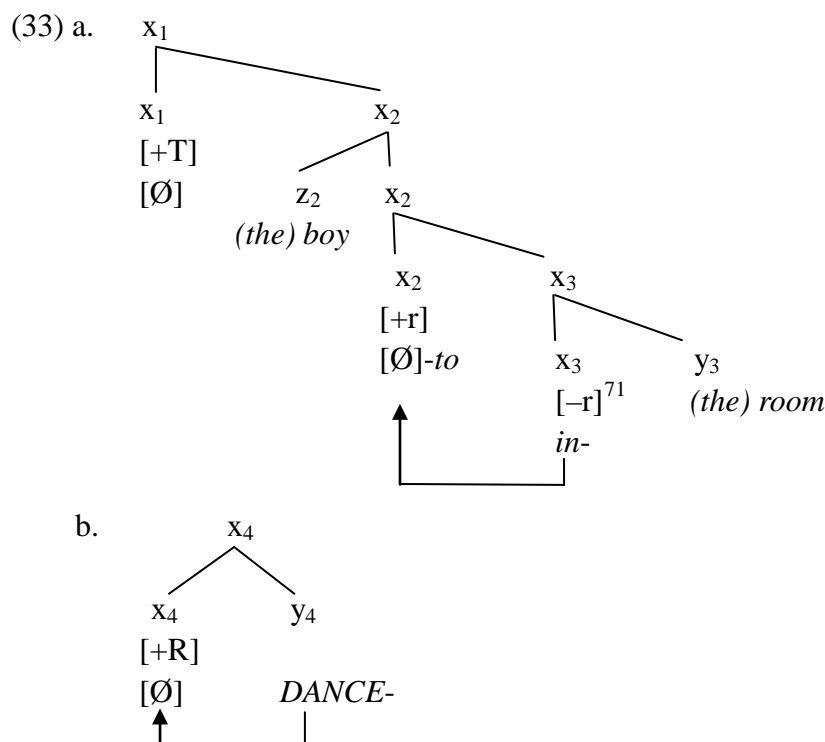 (33) a. x₁
x₁ x₂
[+T]
[Ø] z₂ x₂
(the) boy
x₂ x₃
[+r]
[Ø]-to x₃ y₃
[–r]⁷¹ (the) room
in-
b. x₄
x₄ y₄
[+R]
[Ø] DANCE-